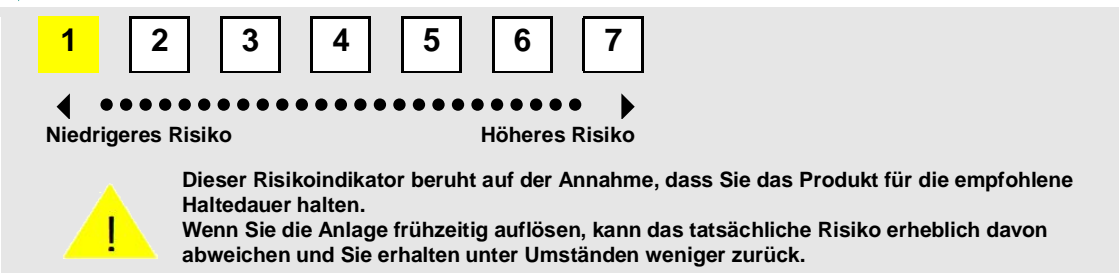 1 2 3 4 5 6 7
Niedrigeres Risiko Höheres Risiko
Dieser Risikoindikator beruht auf der Annahme, dass Sie das Produkt für die empfohlene
Haltedauer halten.
!
Wenn Sie die Anlage frühzeitig auflösen, kann das tatsächliche Risiko erheblich davon
abweichen und Sie erhalten unter Umständen weniger zurück.